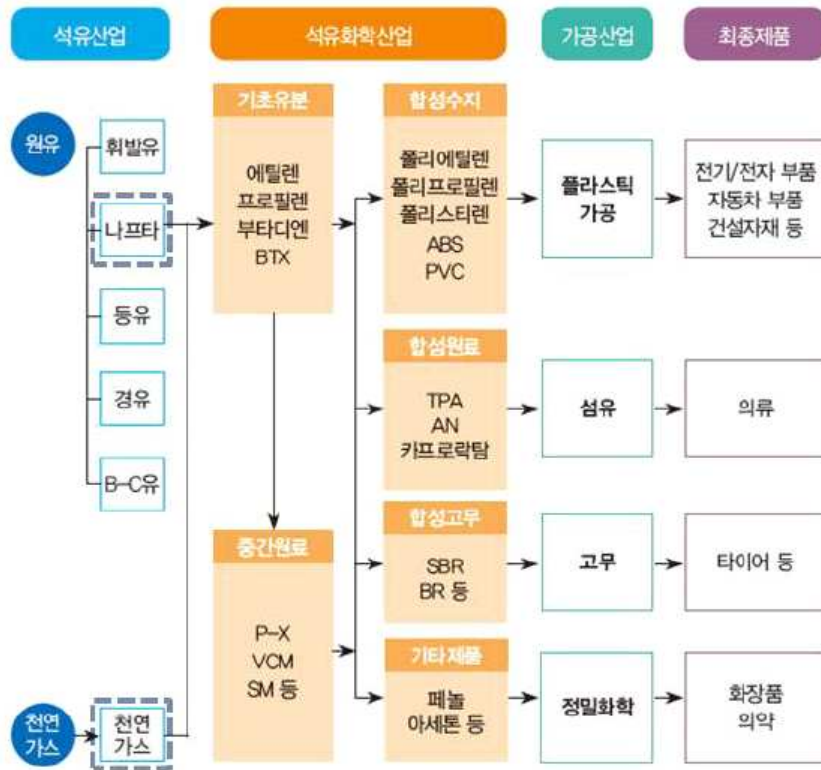 석유산업
석유화학산업
가공산업
최종제품
원유
휘발유
나프타
등유
경유
B-C유
천연
가스
천연
가스
기초유분
에틸렌
프로필렌
부타디엔
BTX
중간원료
P-X
VCM
SM 등
합성수지
폴리에틸렌
폴리프로필렌
폴리스티렌
ABS
PVC
합섬원료
TPA
AN
카프로락탐
합성고무
SBR
BR 등
기타제품
페놀
아세톤 등
플라스틱
가공
섬유
고무
정밀화학
전기/전자 부품
자동차 부품
건설자재 등
의류
타이어 등
화장품
의약